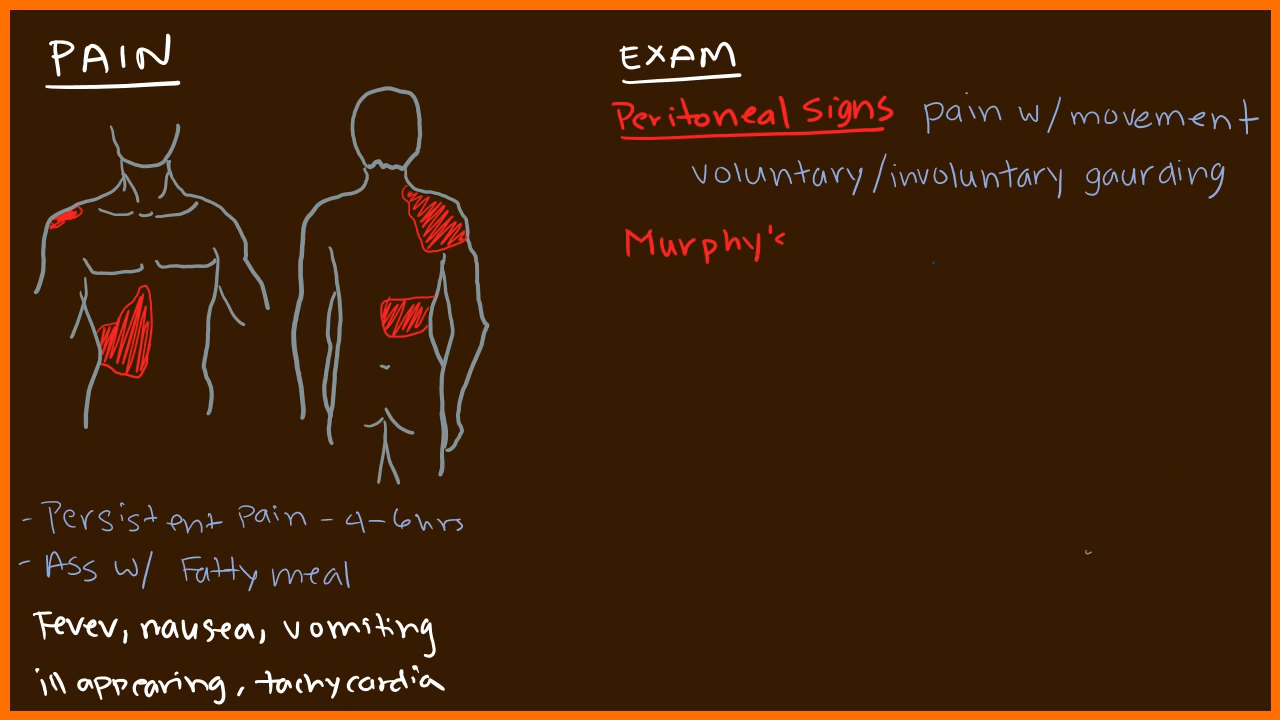 PAIN
- Persistent Pain - 4-6hrs
- Ass w/ Fatty meal
Fever, nausea, vomiting
ill appearing, tachycardia
EXAM
Peritoneal Signs pain w/movement
voluntary/involuntary gaurding
Murphy's